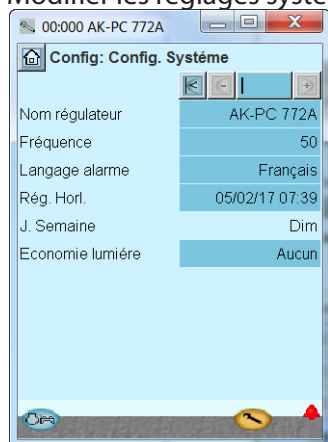 Modifier les réglages systè
00:000 AK-PC 772A
Config: Config. Systéme
Nom régulateur AK-PC 772A
Fréquence 50
Langage alarme Français
Rég. Horl. 05/02/17 07:39
J. Semaine Dim
Economie lumiére Aucun